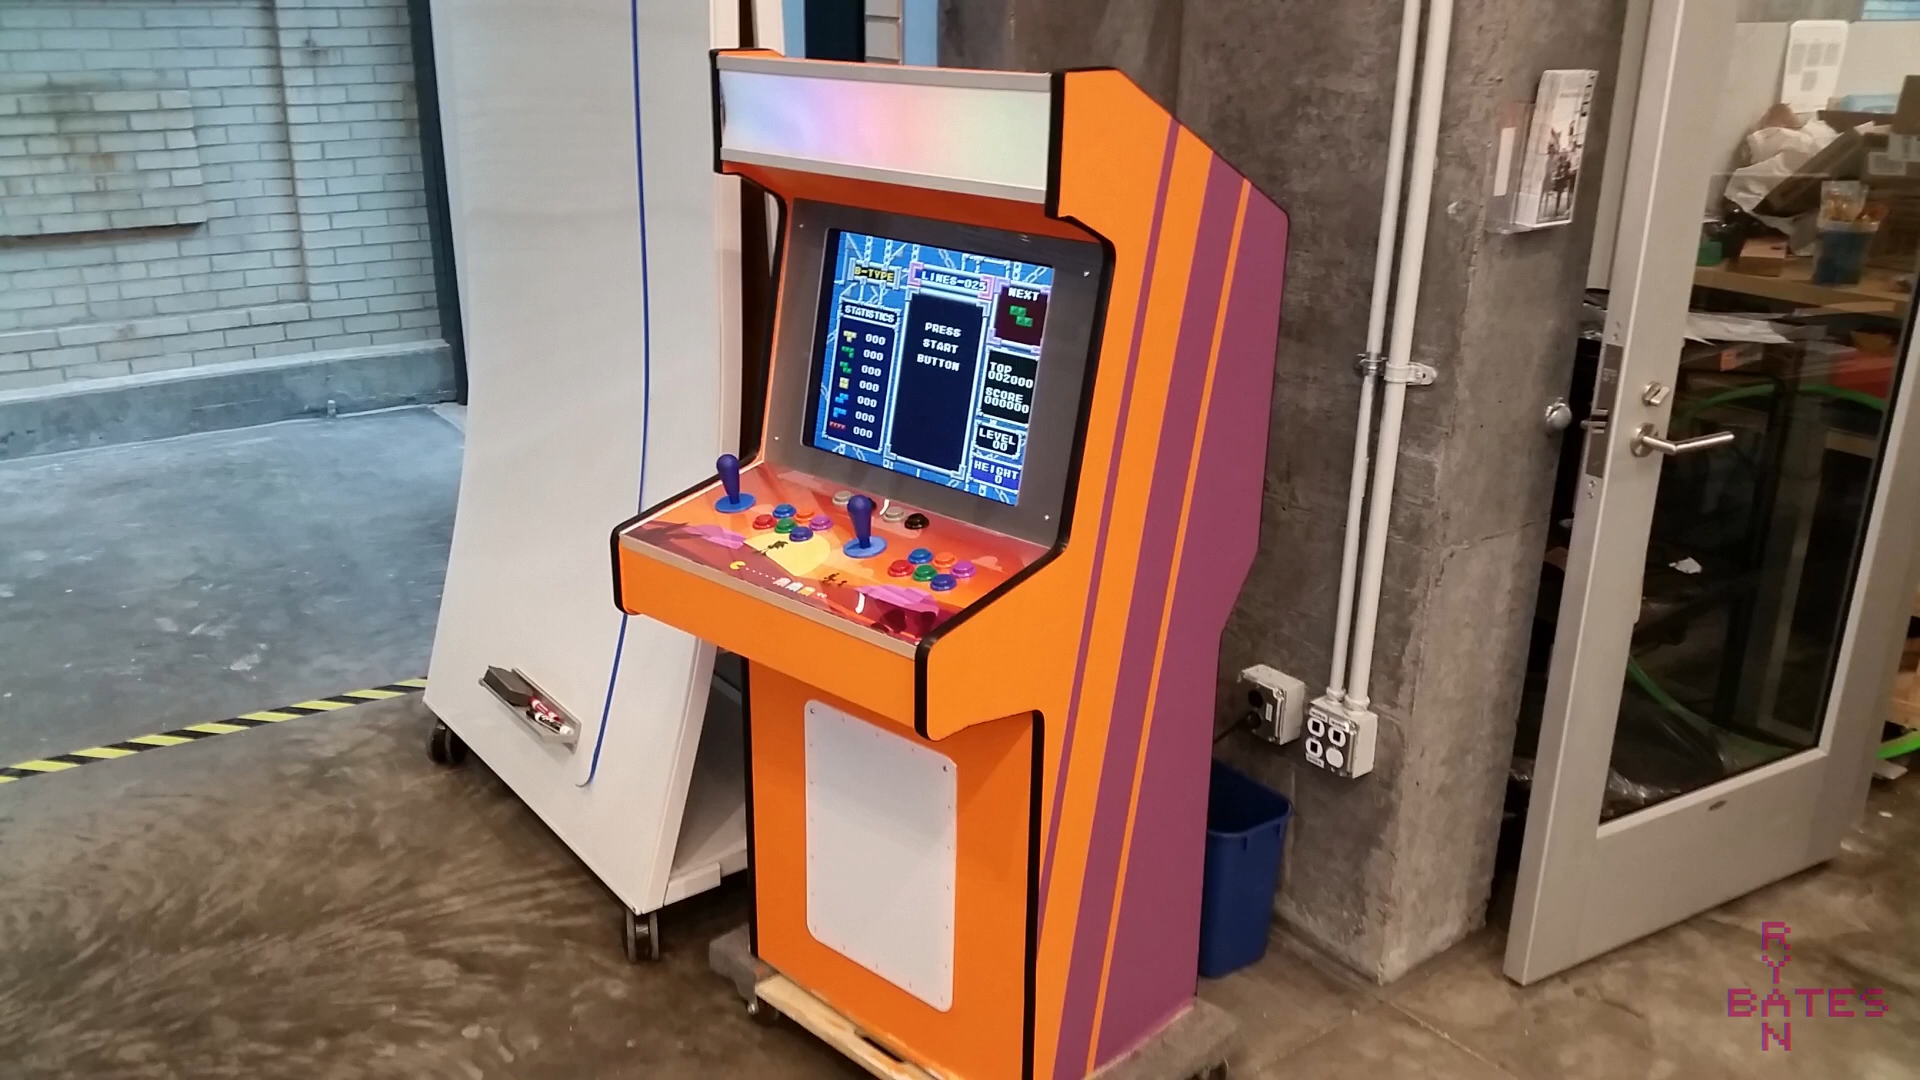 B-TYPE
LINES-025
NEXT
STATISTICS
000
000
000
000
000
000
000
PRESS
START
BUTTON
TOP
002000
SCORE
000000
LEVEL
00
HEIGHT
0
RYAN
BATES